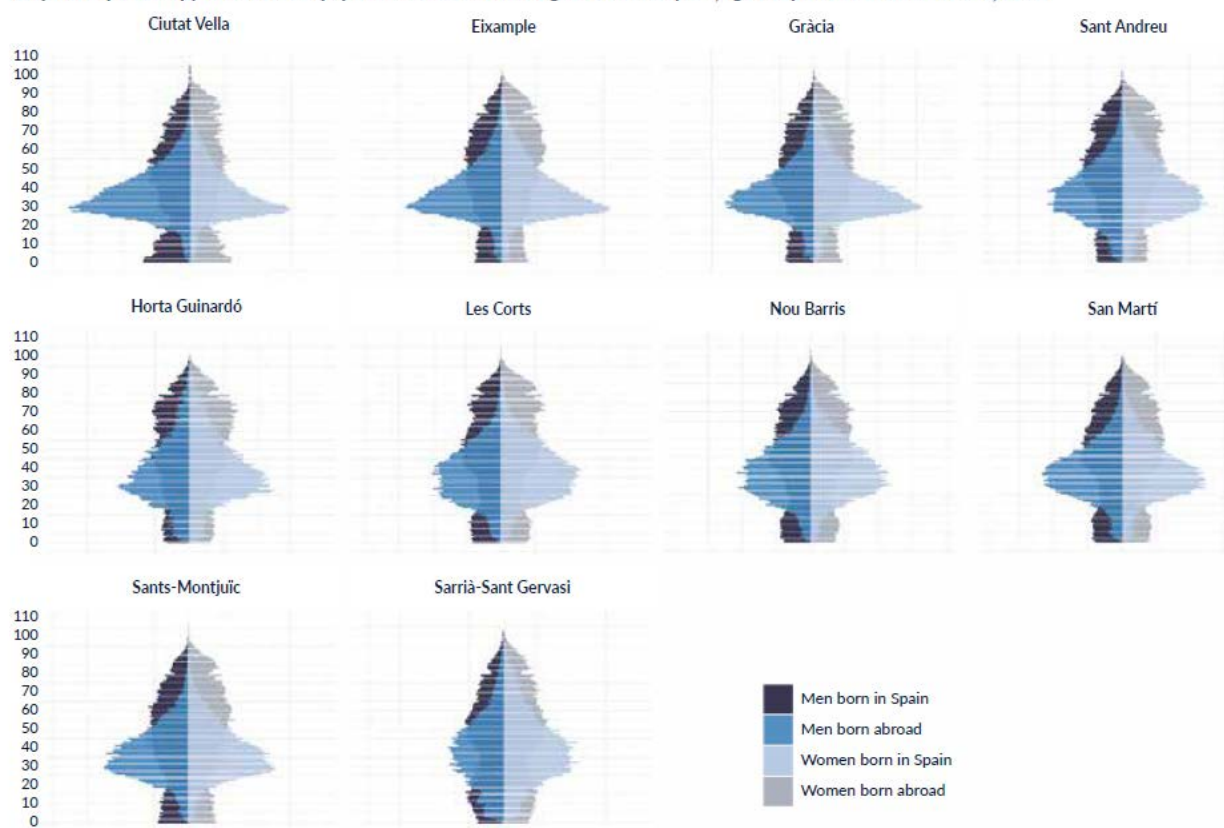 Ciutat Vella
Eixample
Gràcia
Sant Andreu
110
100
90
80
70
60
50
40
30
20
10
0
Horta Guinardó
Les Corts
Nou Barris
San Martí
110
100
90
80
70
60
50
40
30
20
10
0
Sants-Montjuïc
Sarrià-Sant Gervasi
110
100
90
80
70
60
50
40
30
20
10
0
Men born in Spain
Men born abroad
Women born in Spain
Women born abroad